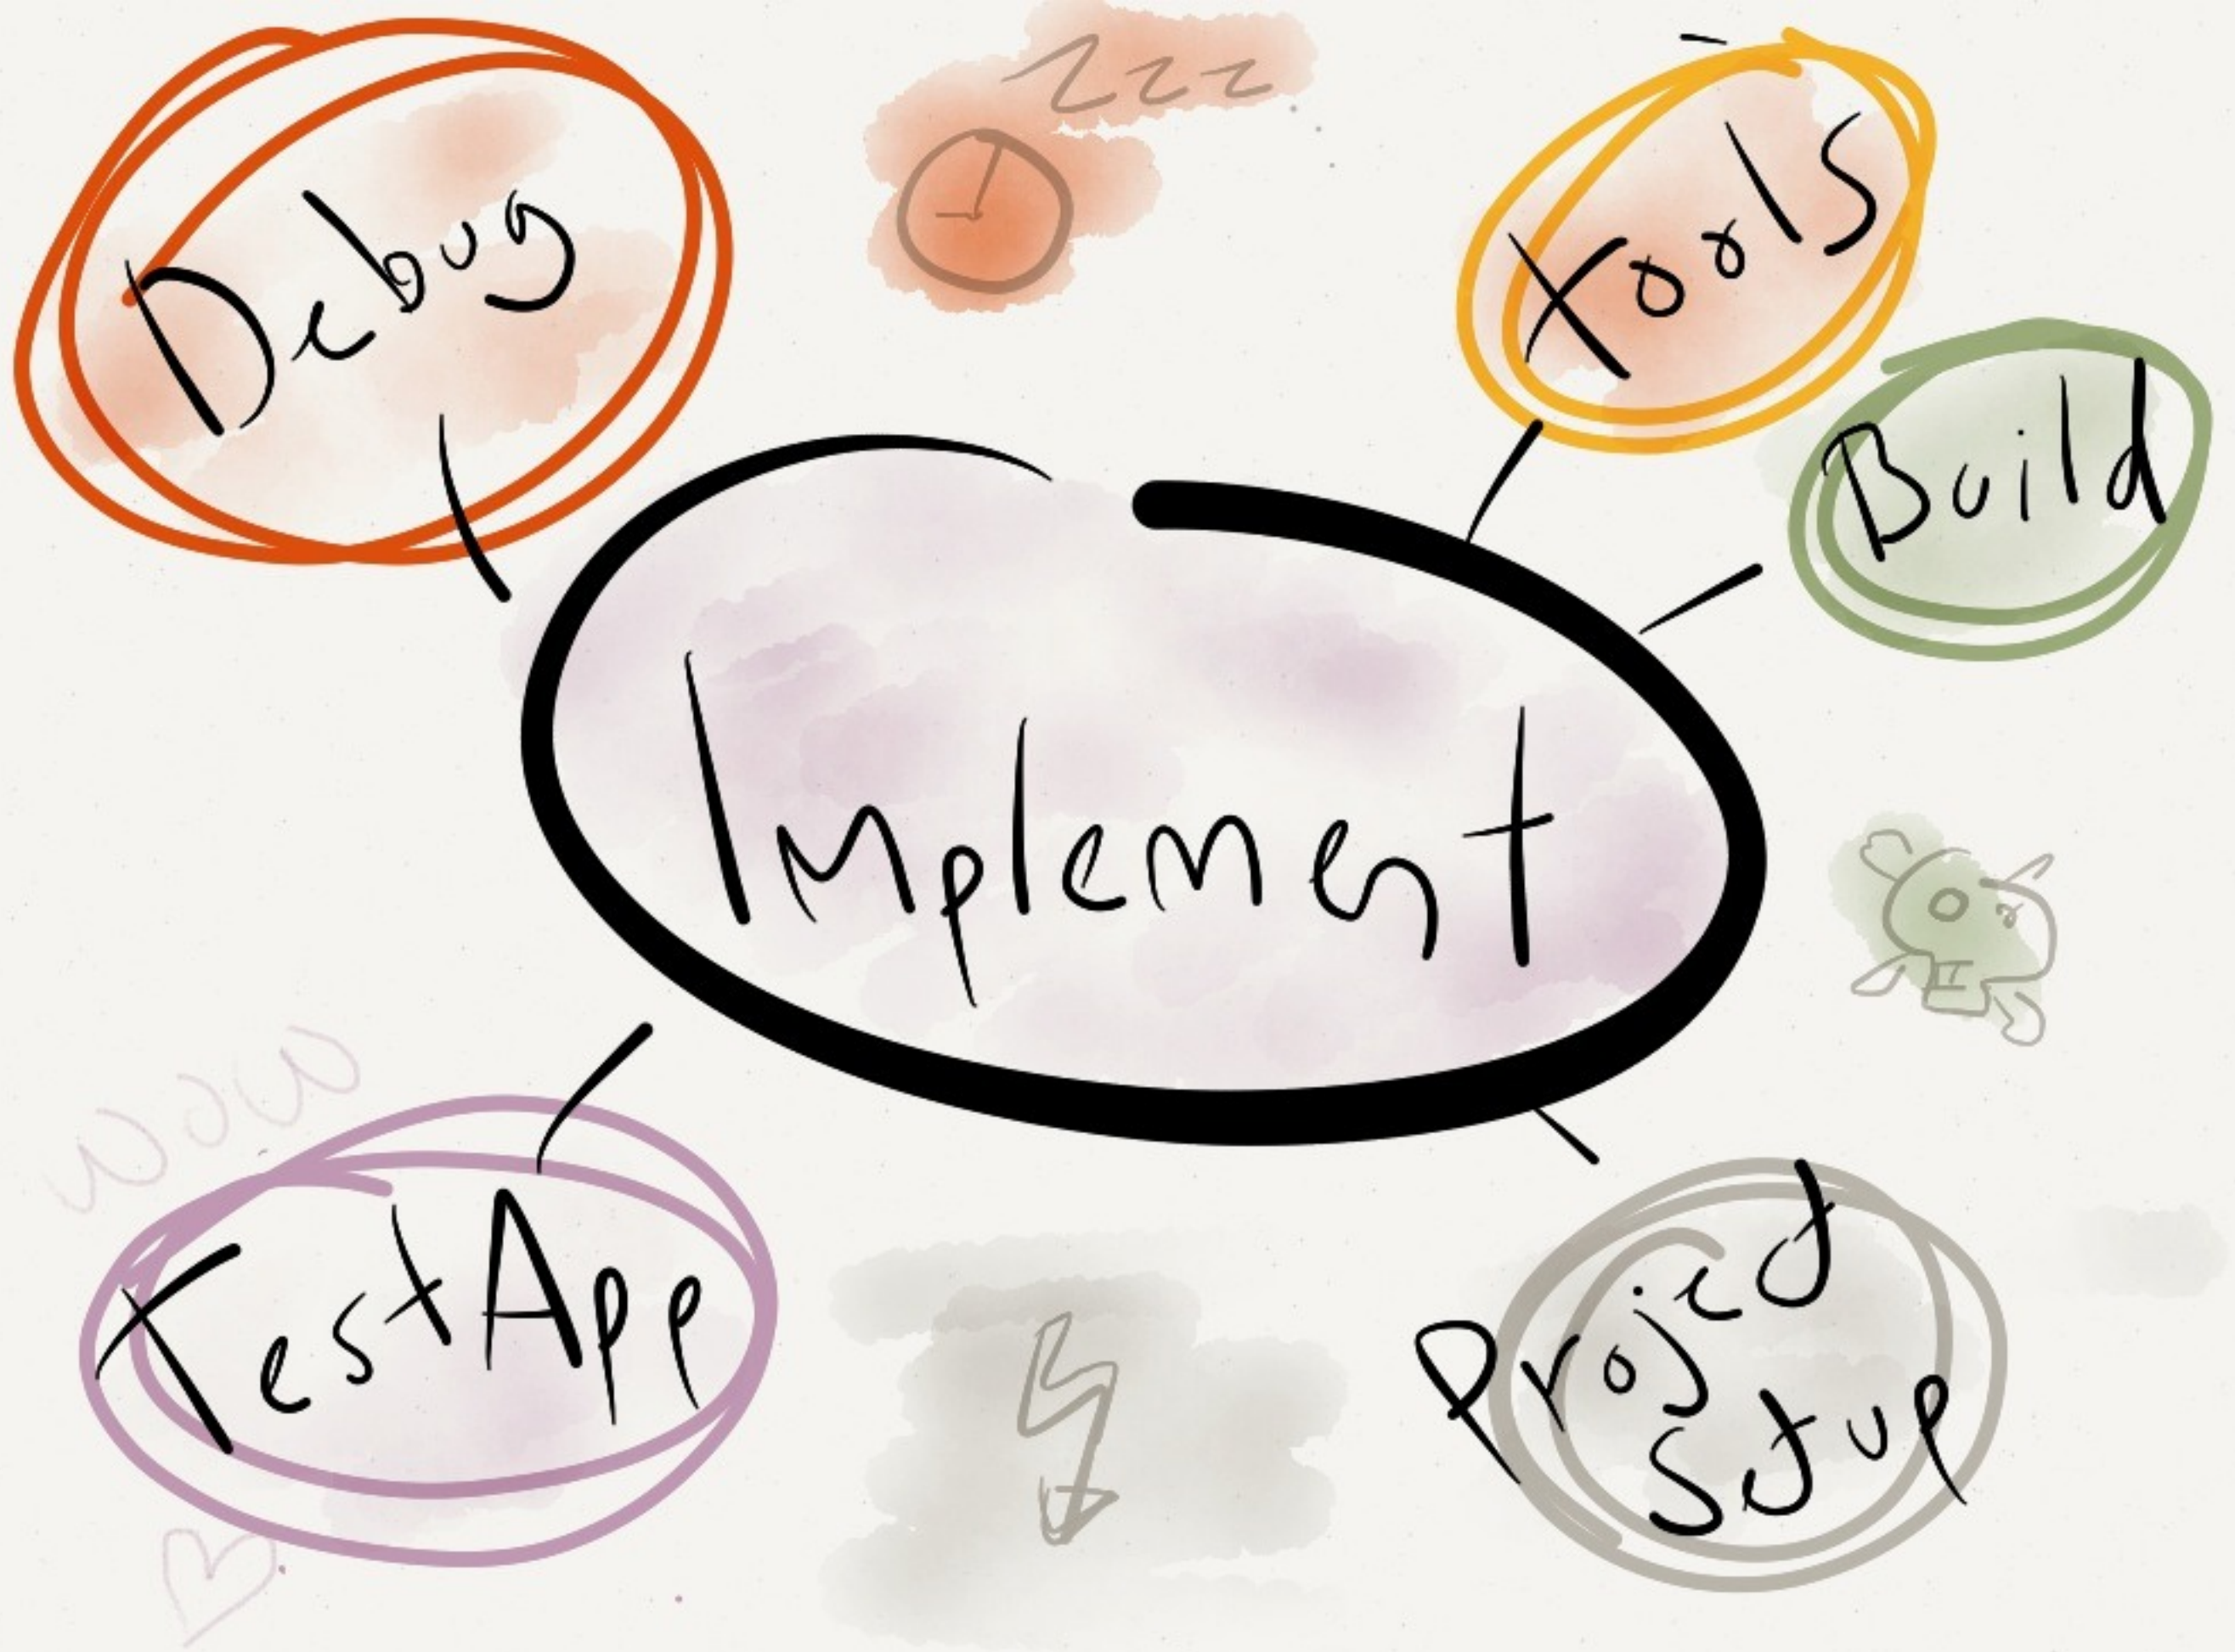 zzz
Debug
Tools
Build
Implement
wow
TestApp
Project
Setup